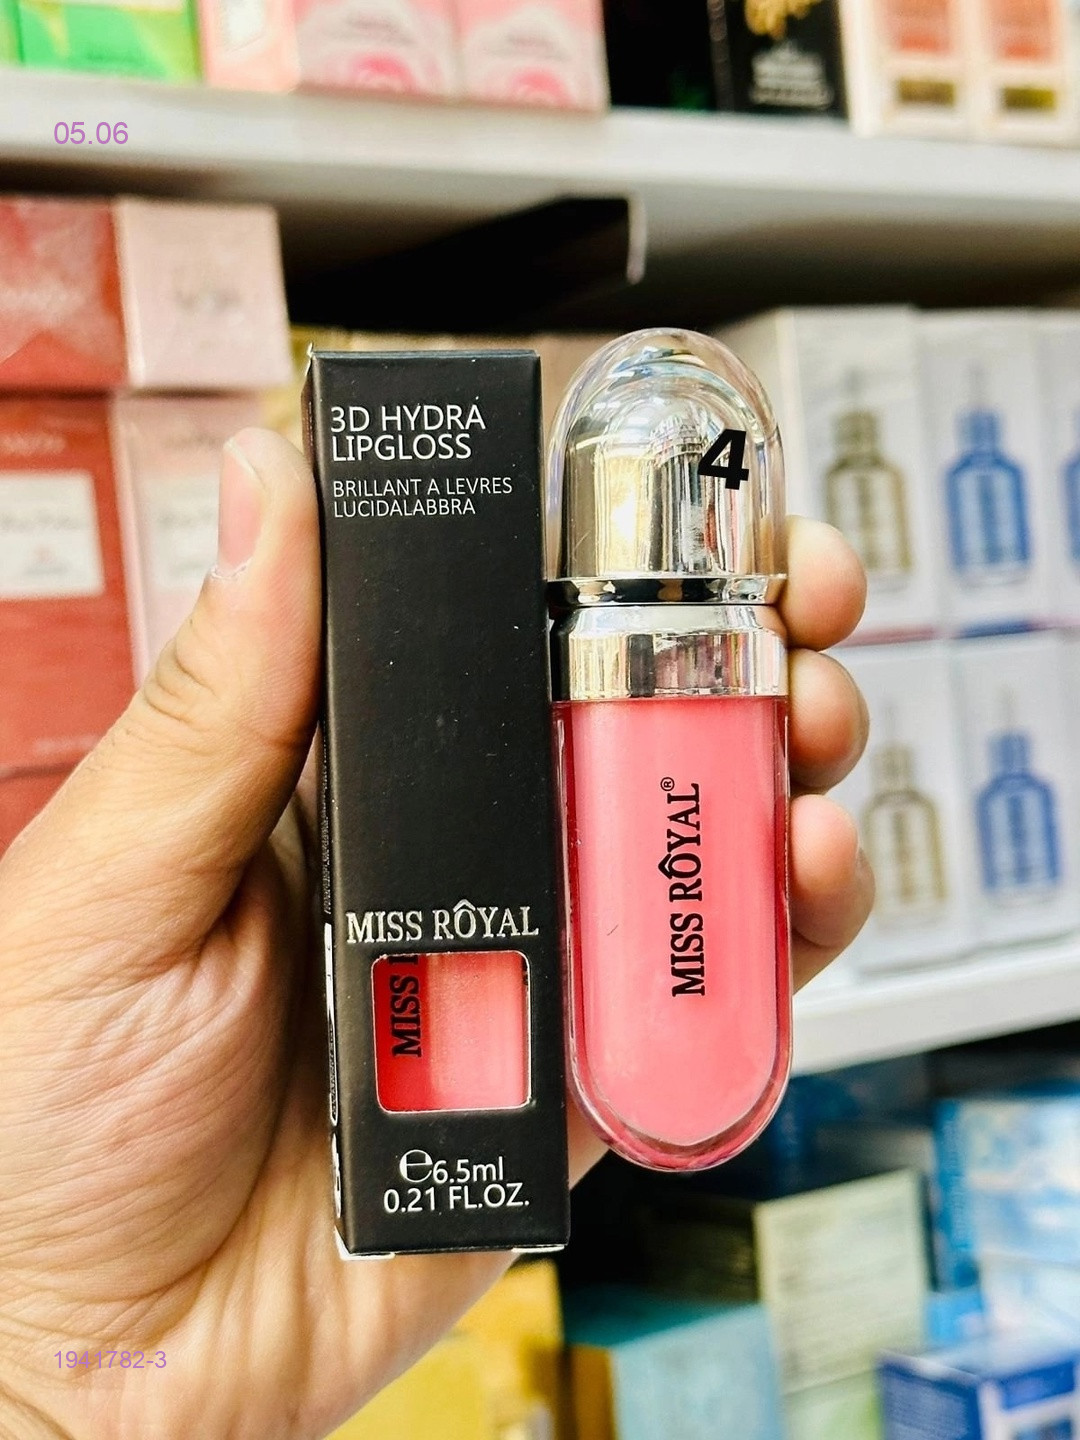 05.06
3D HYDRA
LIPGLOSS
BRILLANT A LEVRES
LUCIDALABBRA
MISS RÔYAL
MISS
℮6.5ml
0.21 FL.OZ.
4
MISS RÔYAL®
1941782-3